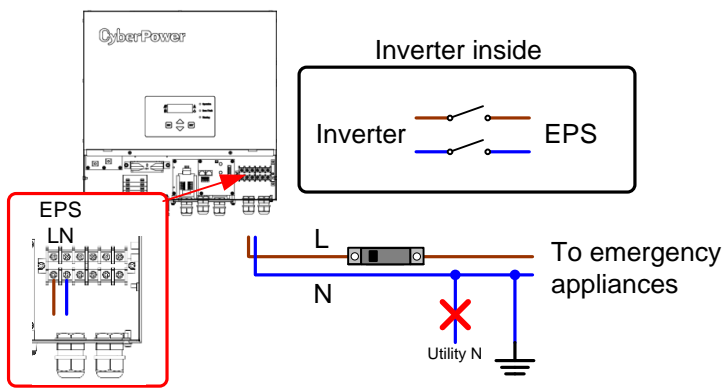 CyberPower
Inverter inside
Inverter
EPS
EPS
LN
L
N
To emergency
appliances
Utility N